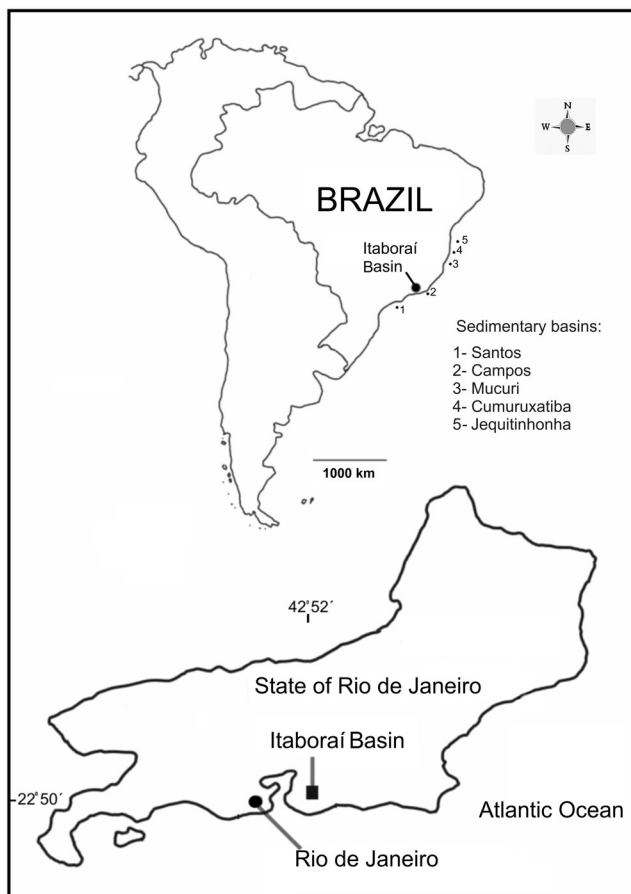 N
W E
S
BRAZIL
Itaboraí
Basin
5
4
3
2
1
Sedimentary basins:
1- Santos
2- Campos
3- Mucuri
4- Cumuruxatiba
5- Jequitinhonha
1000 km
42°52´
State of Rio de Janeiro
Itaboraí Basin
22°50´
Atlantic Ocean
Rio de Janeiro